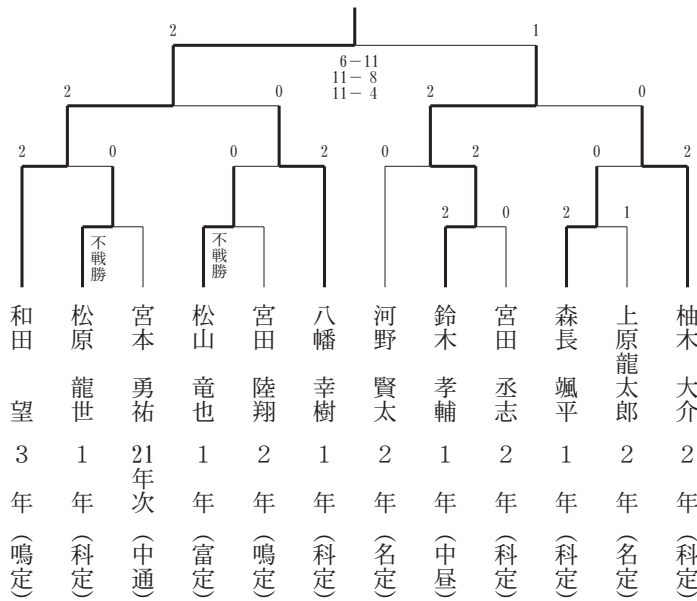 2 1
6－11
11－ 8
11－ 4
2 0 2 0
2 0 0 2 0 2 0 2
不戦勝 不戦勝 2 0 2 1
和田 望 3 年 (鳴定)
松原 龍世 1 年 (科定)
宮本 勇祐 21年次 (中通)
松山 竜也 1 年 (富定)
宮田 陸翔 2 年 (鳴定)
八幡 幸樹 1 年 (科定)
河野 賢太 2 年 (名定)
鈴木 孝輔 1 年 (中昼)
宮田 丞志 2 年 (科定)
森長 颯平 1 年 (科定)
上原龍太郎 2 年 (名定)
柚木 大介 2 年 (科定)